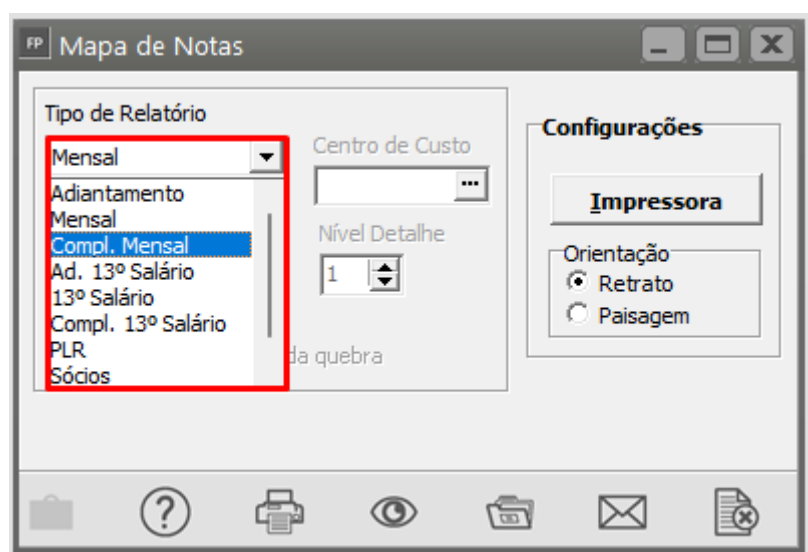 FP Mapa de Notas
Tipo de Relatório
Mensal
Adiantamento
Mensal
Compl. Mensal
Ad. 13º Salário
13º Salário
Compl. 13º Salário
PLR
Sócios
Centro de Custo
...
Nível Detalhe
1
da quebra
Configurações
Impressora
Orientação
Retrato
Paisagem